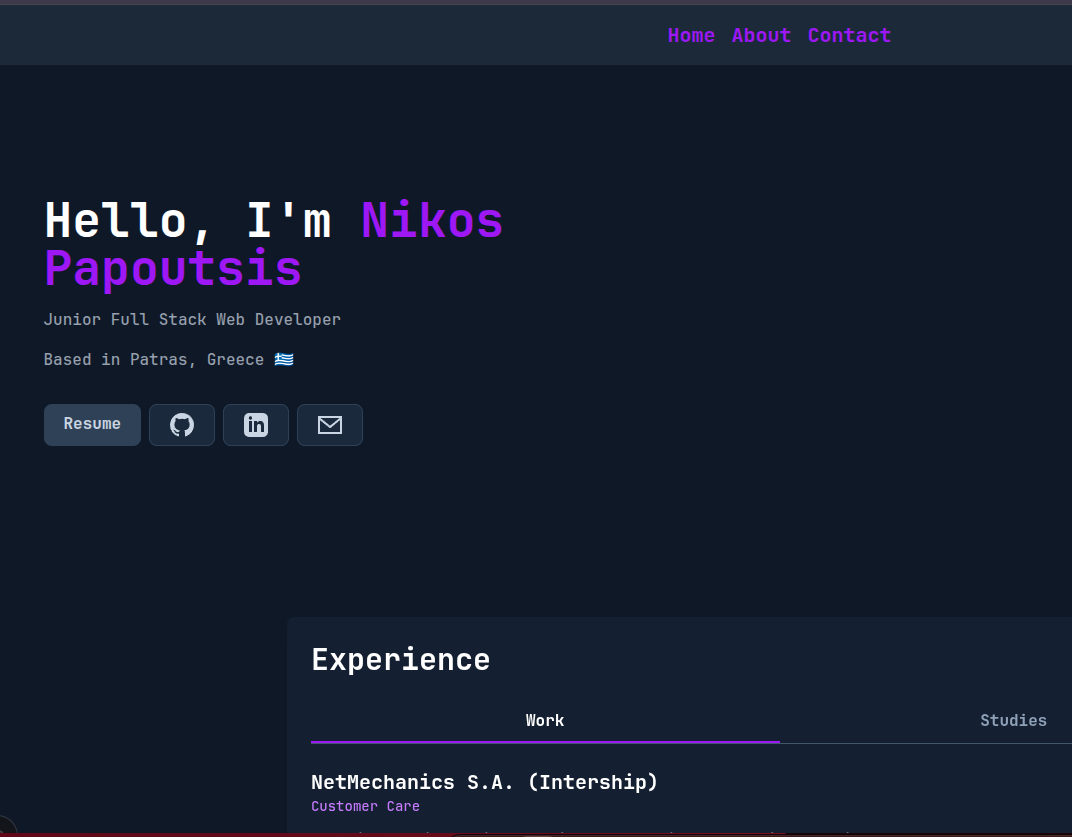 Home About Contact
Hello, I'm Nikos
Papoutsis
Junior Full Stack Web Developer
Based in Patras, Greece 🇬🇷
Resume
Experience
Work Studies
NetMechanics S.A. (Intership)
Customer Care